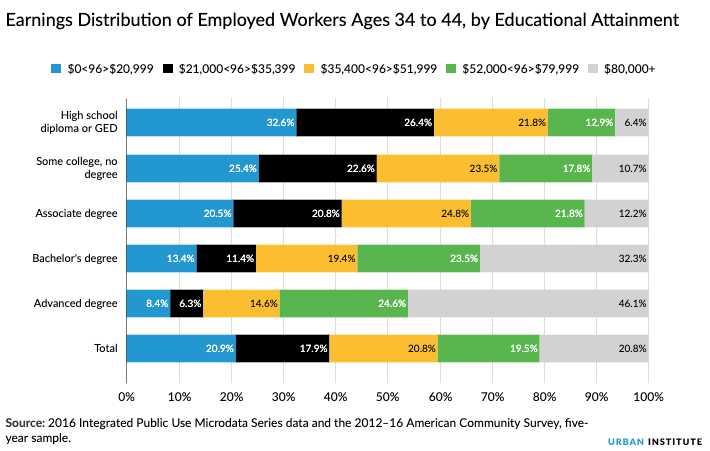 Earnings Distribution of Employed Workers Ages 34 to 44, by Educational Attainment
$0<96>$20,999 $21,000<96>$35,399 $35,400<96>$51,999 $52,000<96>$79,999 $80,000+
High school
diploma or GED
32.6% 26.4% 21.8% 12.9% 6.4%
Some college, no
degree
25.4% 22.6% 23.5% 17.8% 10.7%
Associate degree 20.5% 20.8% 24.8% 21.8% 12.2%
Bachelor's degree 13.4% 11.4% 19.4% 23.5% 32.3%
Advanced degree 8.4% 6.3% 14.6% 24.6% 46.1%
Total 20.9% 17.9% 20.8% 19.5% 20.8%
0% 10% 20% 30% 40% 50% 60% 70% 80% 90% 100%
Source: 2016 Integrated Public Use Microdata Series data and the 2012–16 American Community Survey, five-
year sample.
URBAN INSTITUTE